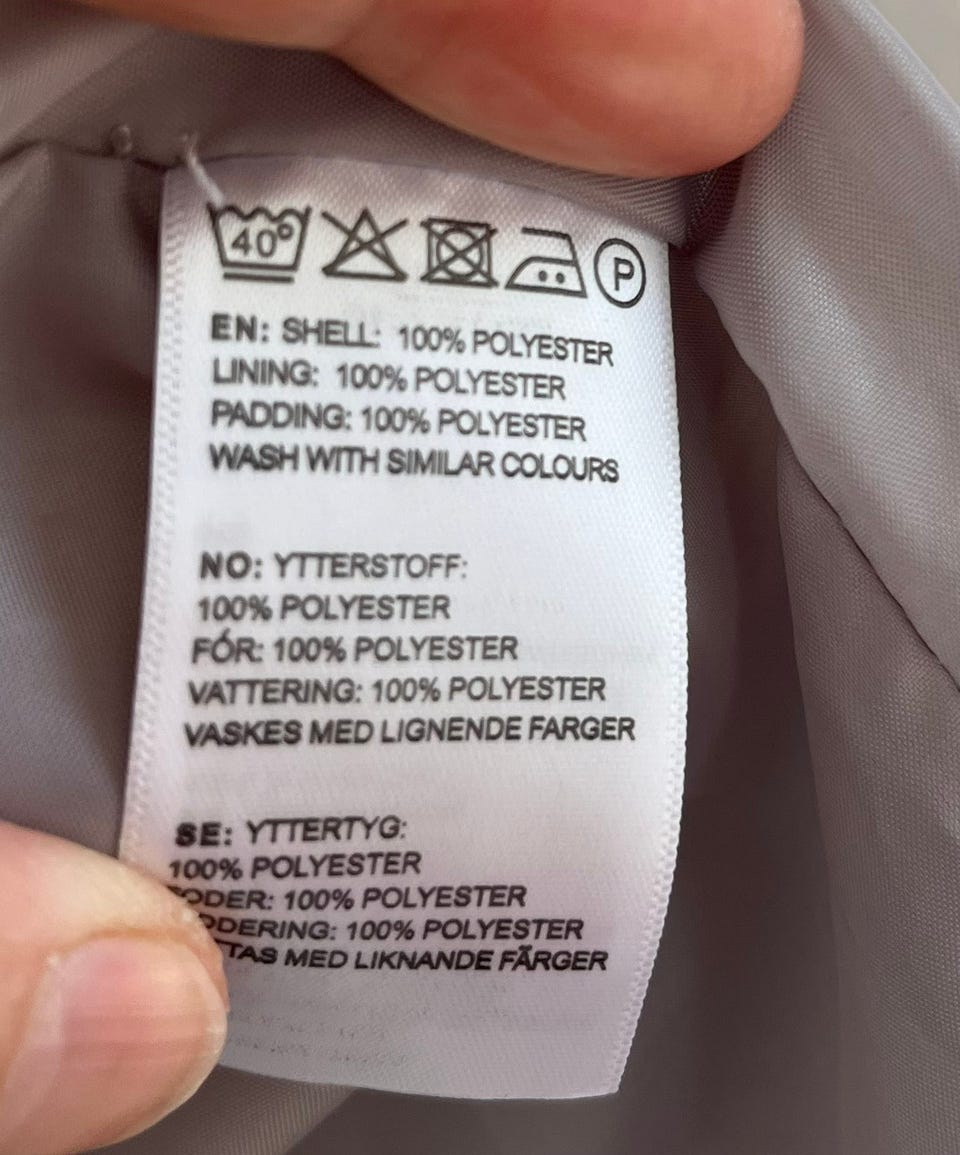 40°
P
EN: SHELL: 100% POLYESTER
LINING: 100% POLYESTER
PADDING: 100% POLYESTER
WASH WITH SIMILAR COLOURS
NO: YTTERSTOFF:
100% POLYESTER
FÓR: 100% POLYESTER
VATTERING: 100% POLYESTER
VASKES MED LIGNENDE FARGER
SE: YTTERTYG:
100% POLYESTER
100% POLYESTER
100% POLYESTER
MED LIKNANDE FÄRGER